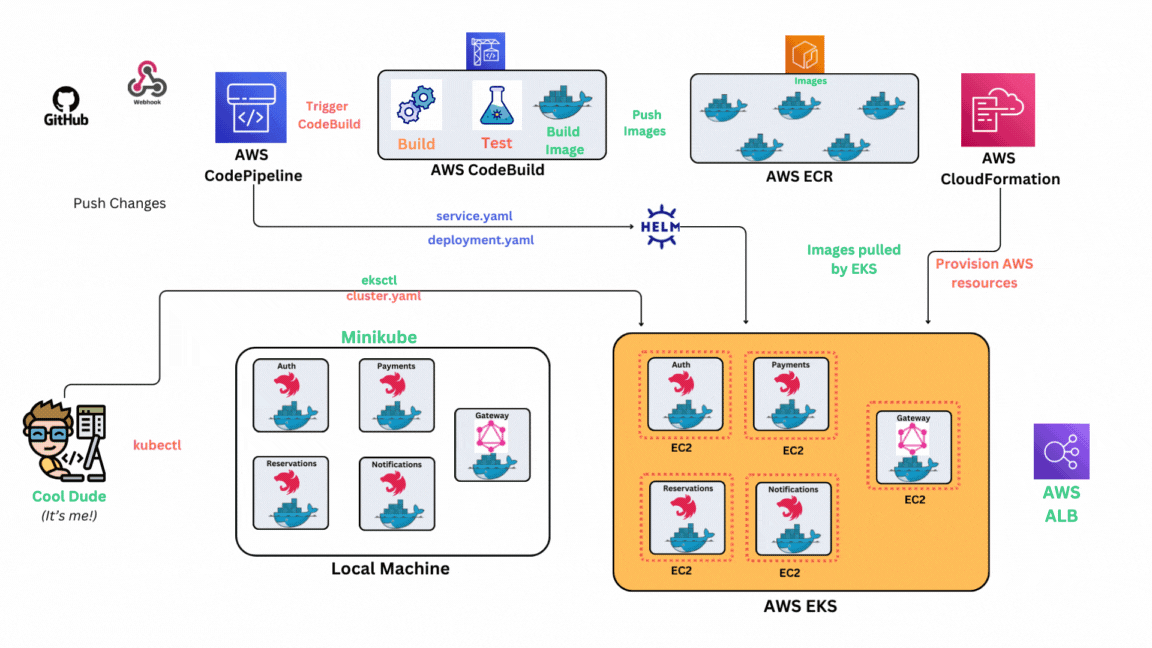 GitHub
Webhook
AWS
CodePipeline
Push Changes
Trigger
CodeBuild
Build
Test
Build
Image
AWS CodeBuild
Push
Images
Images
AWS ECR
AWS
CloudFormation
service.yaml
deployment.yaml
HELM
Images pulled
by EKS
Provision AWS
resources
eksctl
cluster.yaml
Minikube
Auth
Payments
Gateway
Reservations
Notifications
Local Machine
kubectl
Cool Dude
(It's me!)
Auth
EC2
Payments
EC2
Gateway
EC2
Reservations
EC2
Notifications
EC2
AWS EKS
AWS
ALB